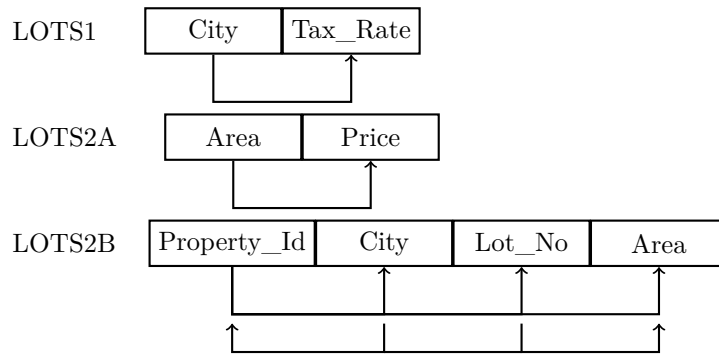 LOTS1 City Tax_Rate
LOTS2A Area Price
LOTS2B Property_Id City Lot_No Area